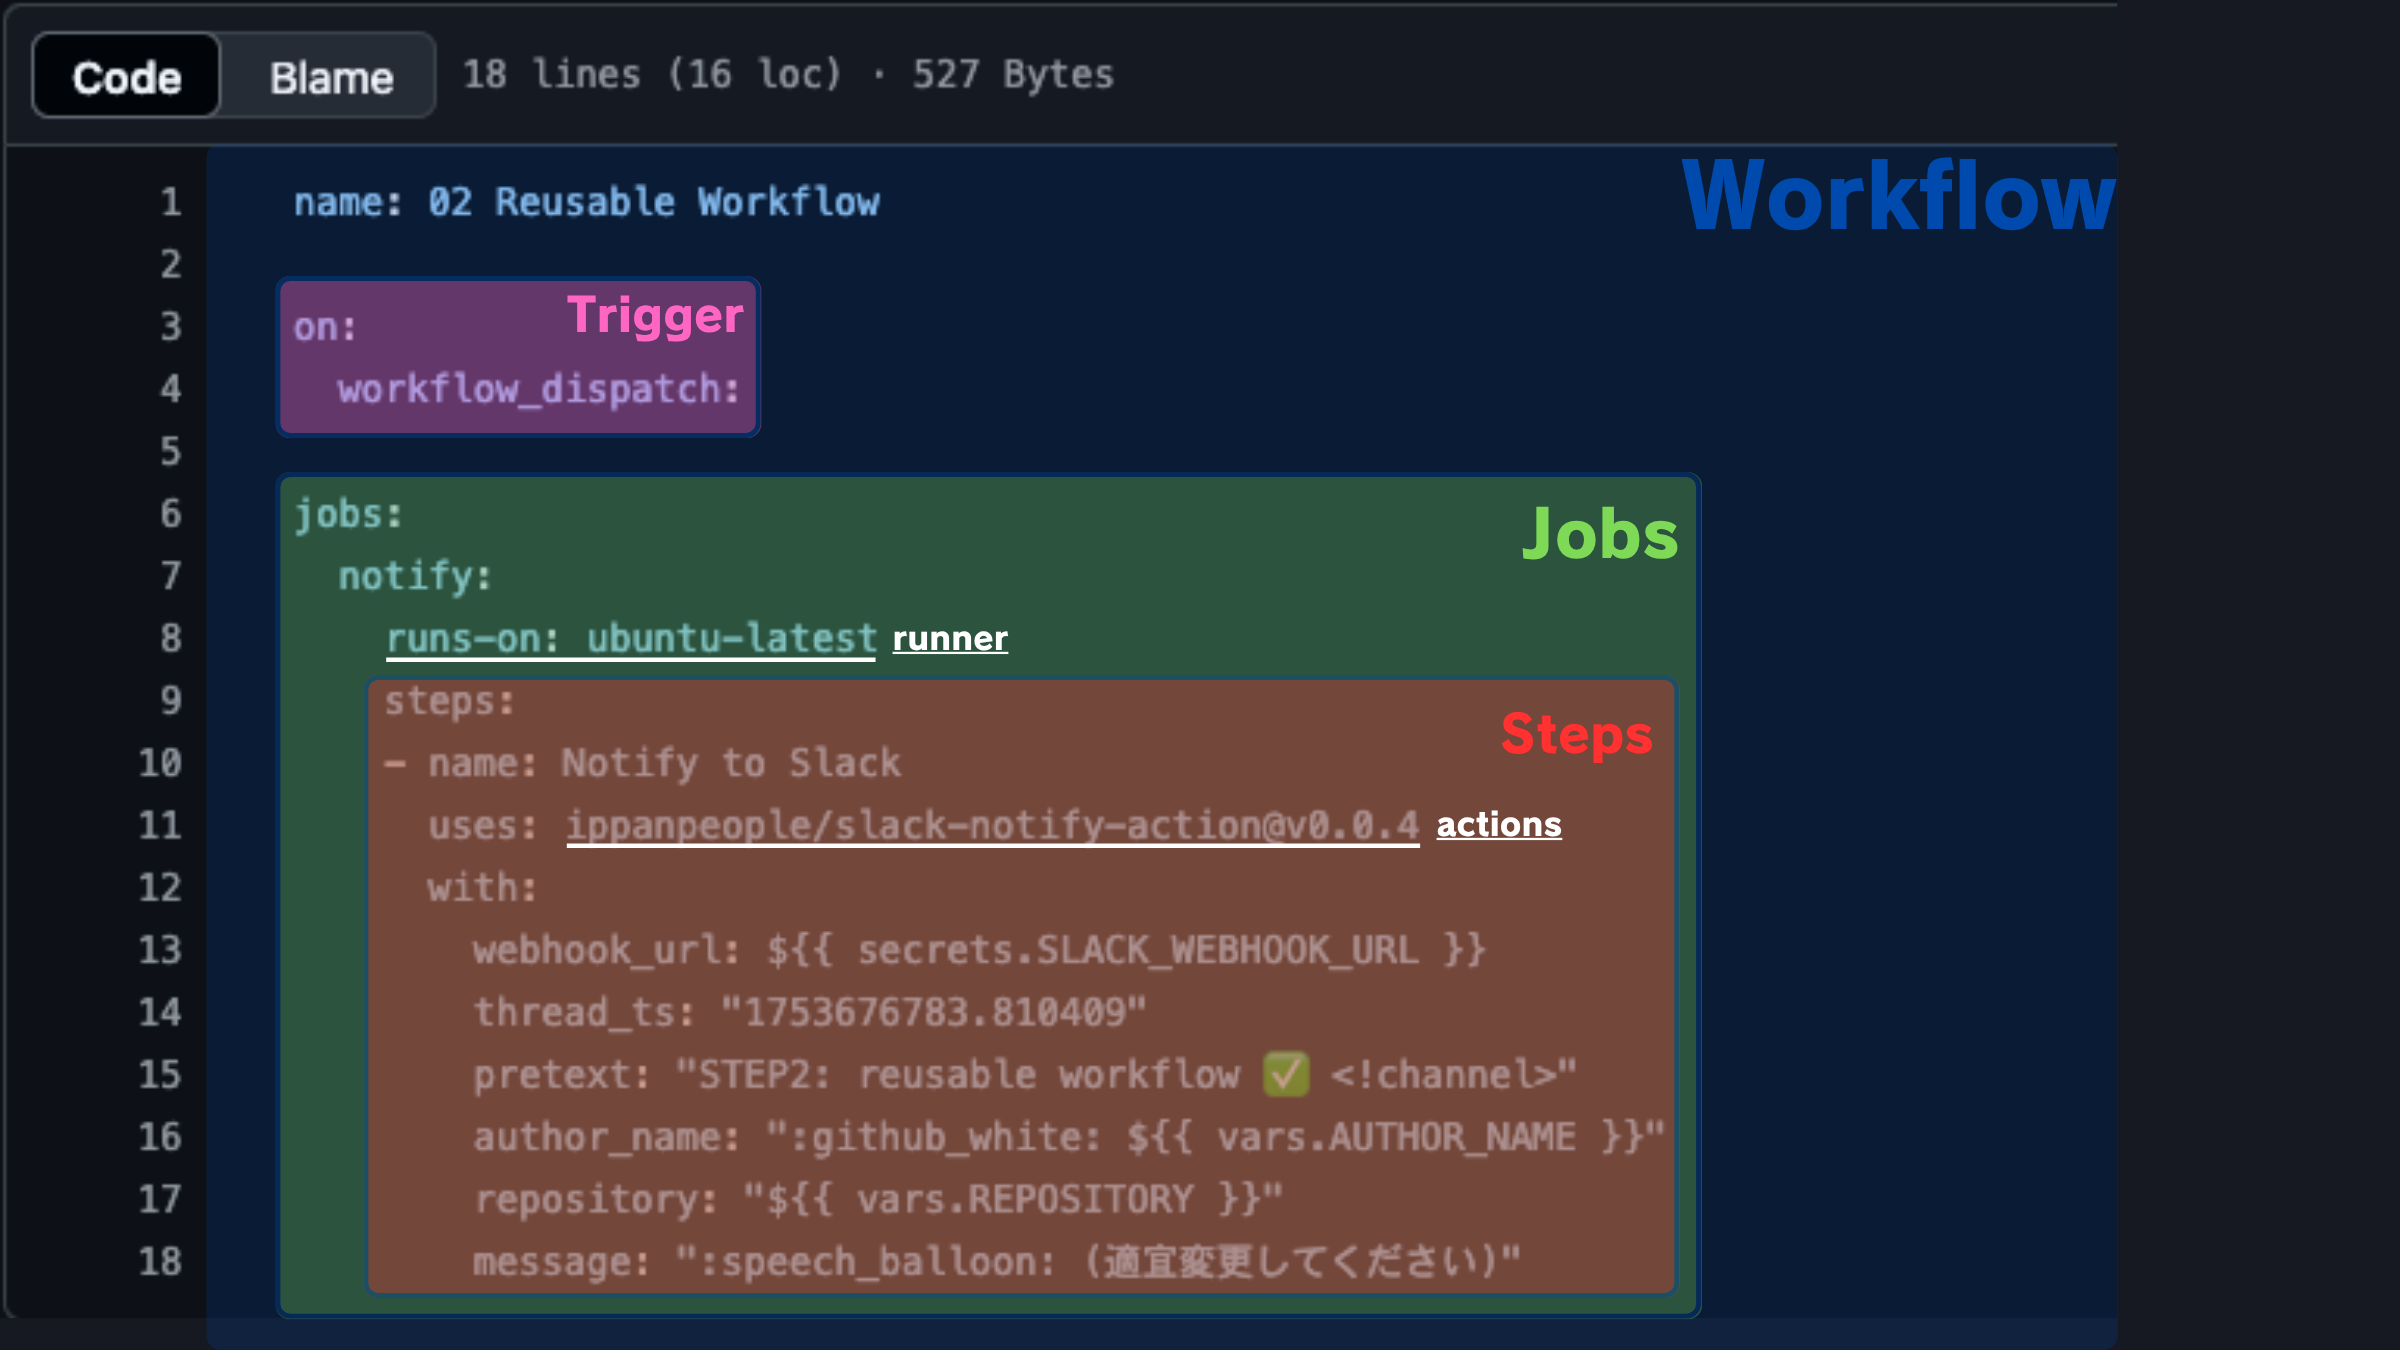 Code Blame 18 lines (16 loc) · 527 Bytes
Workflow
1 name: 02 Reusable Workflow
2
Trigger
3 on:
4 workflow_dispatch:
5
Jobs
6 jobs:
7 notify:
8 runs-on: ubuntu-latest runner
9 steps:
Steps
10 - name: Notify to Slack
11 uses: ippanpeople/slack-notify-action@v0.0.4 actions
12 with:
13 webhook_url: ${{ secrets.SLACK_WEBHOOK_URL }}
14 thread_ts: "1753676783.810409"
15 pretext: "STEP2: reusable workflow ✅ <!channel>"
16 author_name: ":github_white: ${{ vars.AUTHOR_NAME }}"
17 repository: "${{ vars.REPOSITORY }}"
18 message: ":speech_balloon: (適宜変更してください)"